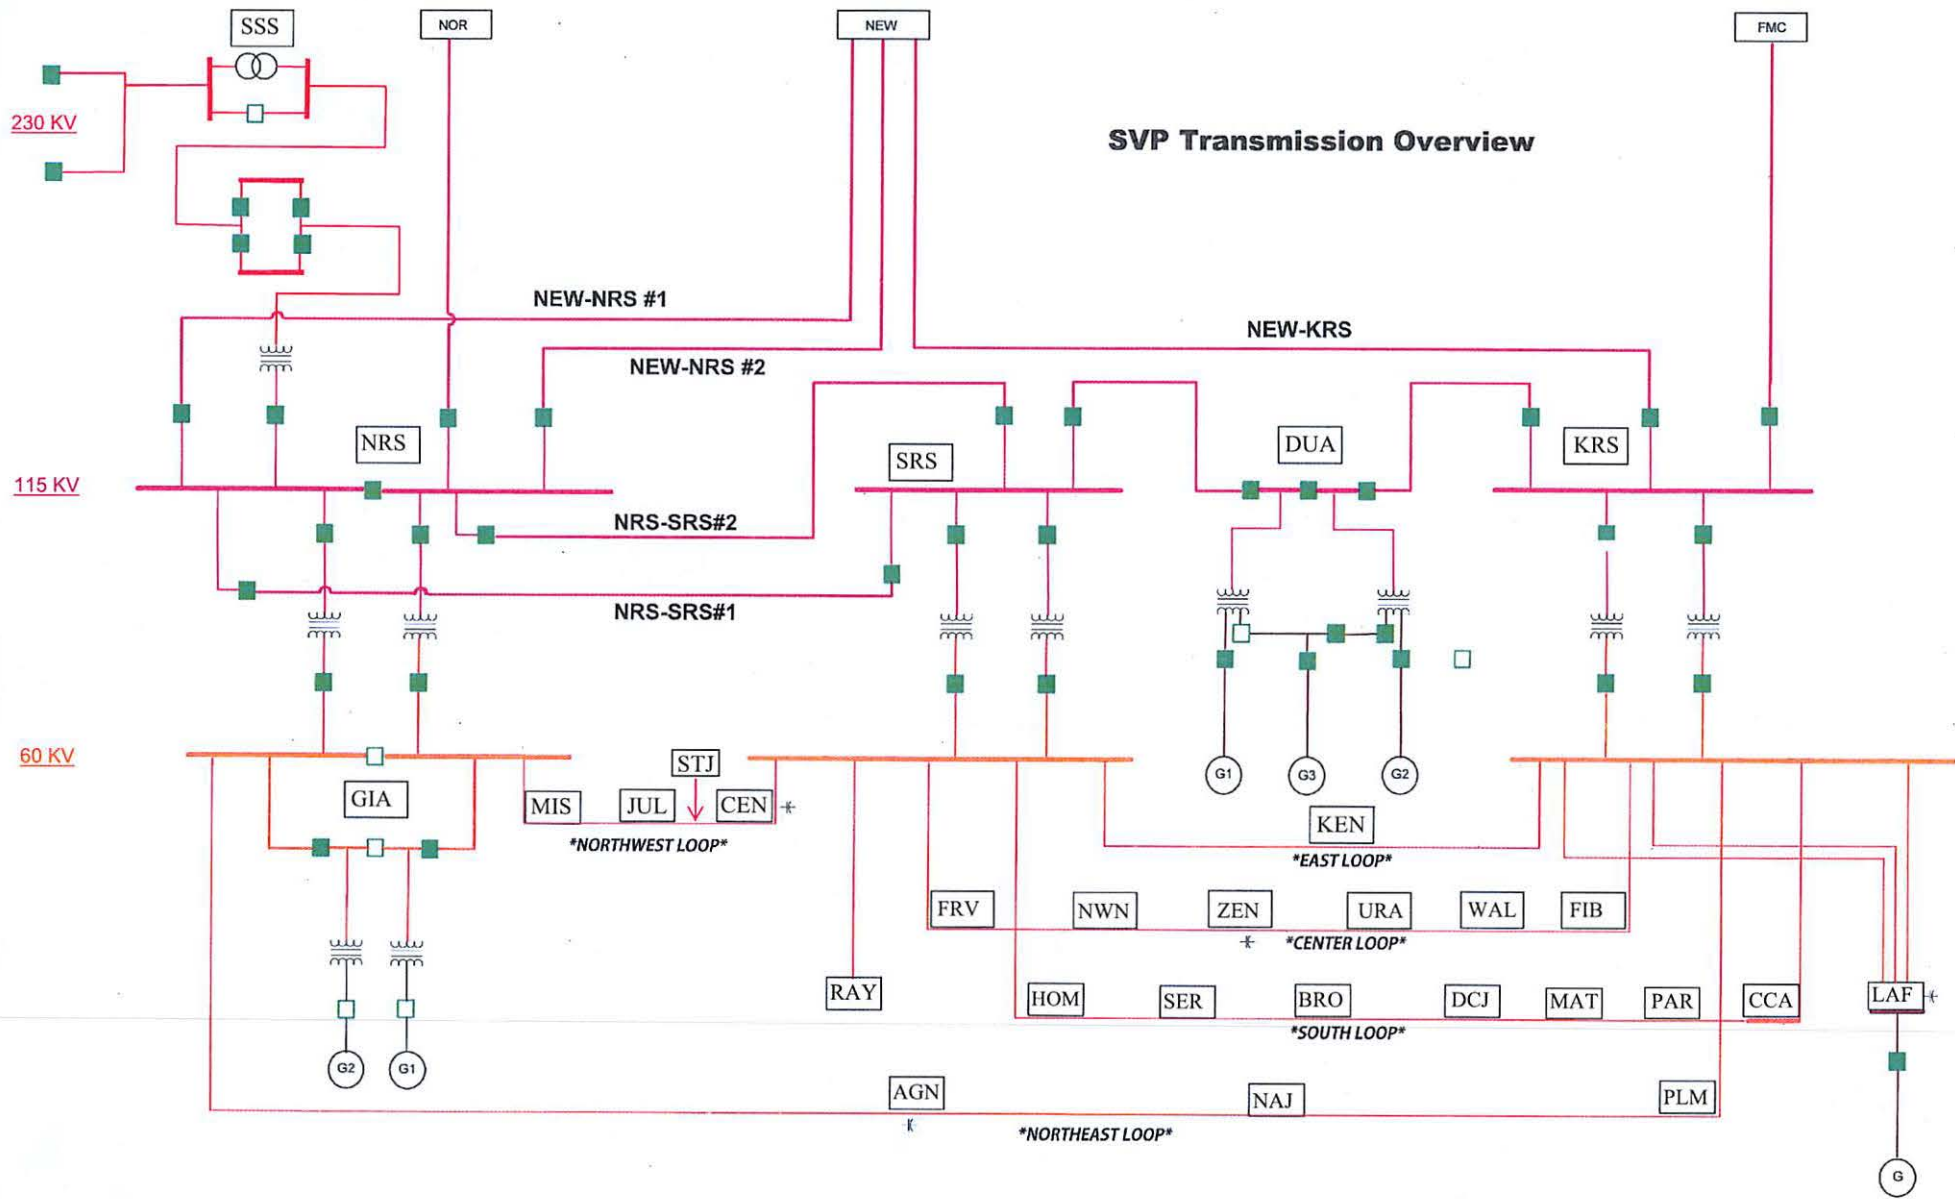 SSS
NOR
NEW
FMC
230 KV
SVP Transmission Overview
NEW-NRS #1
NEW-KRS
NEW-NRS #2
NRS
SRS
DUA
KRS
115 KV
NRS-SRS#2
NRS-SRS#1
60 KV
STJ
G1
G3
G2
GIA
MIS
JUL
CEN
KEN
*NORTHWEST LOOP*
*EAST LOOP*
FRV
NWN
ZEN
URA
WAL
FIB
*CENTER LOOP*
RAY
HOM
SER
BRO
DCJ
MAT
PAR
CCA
LAF
*SOUTH LOOP*
G2
G1
AGN
NAJ
PLM
*NORTHEAST LOOP*
G